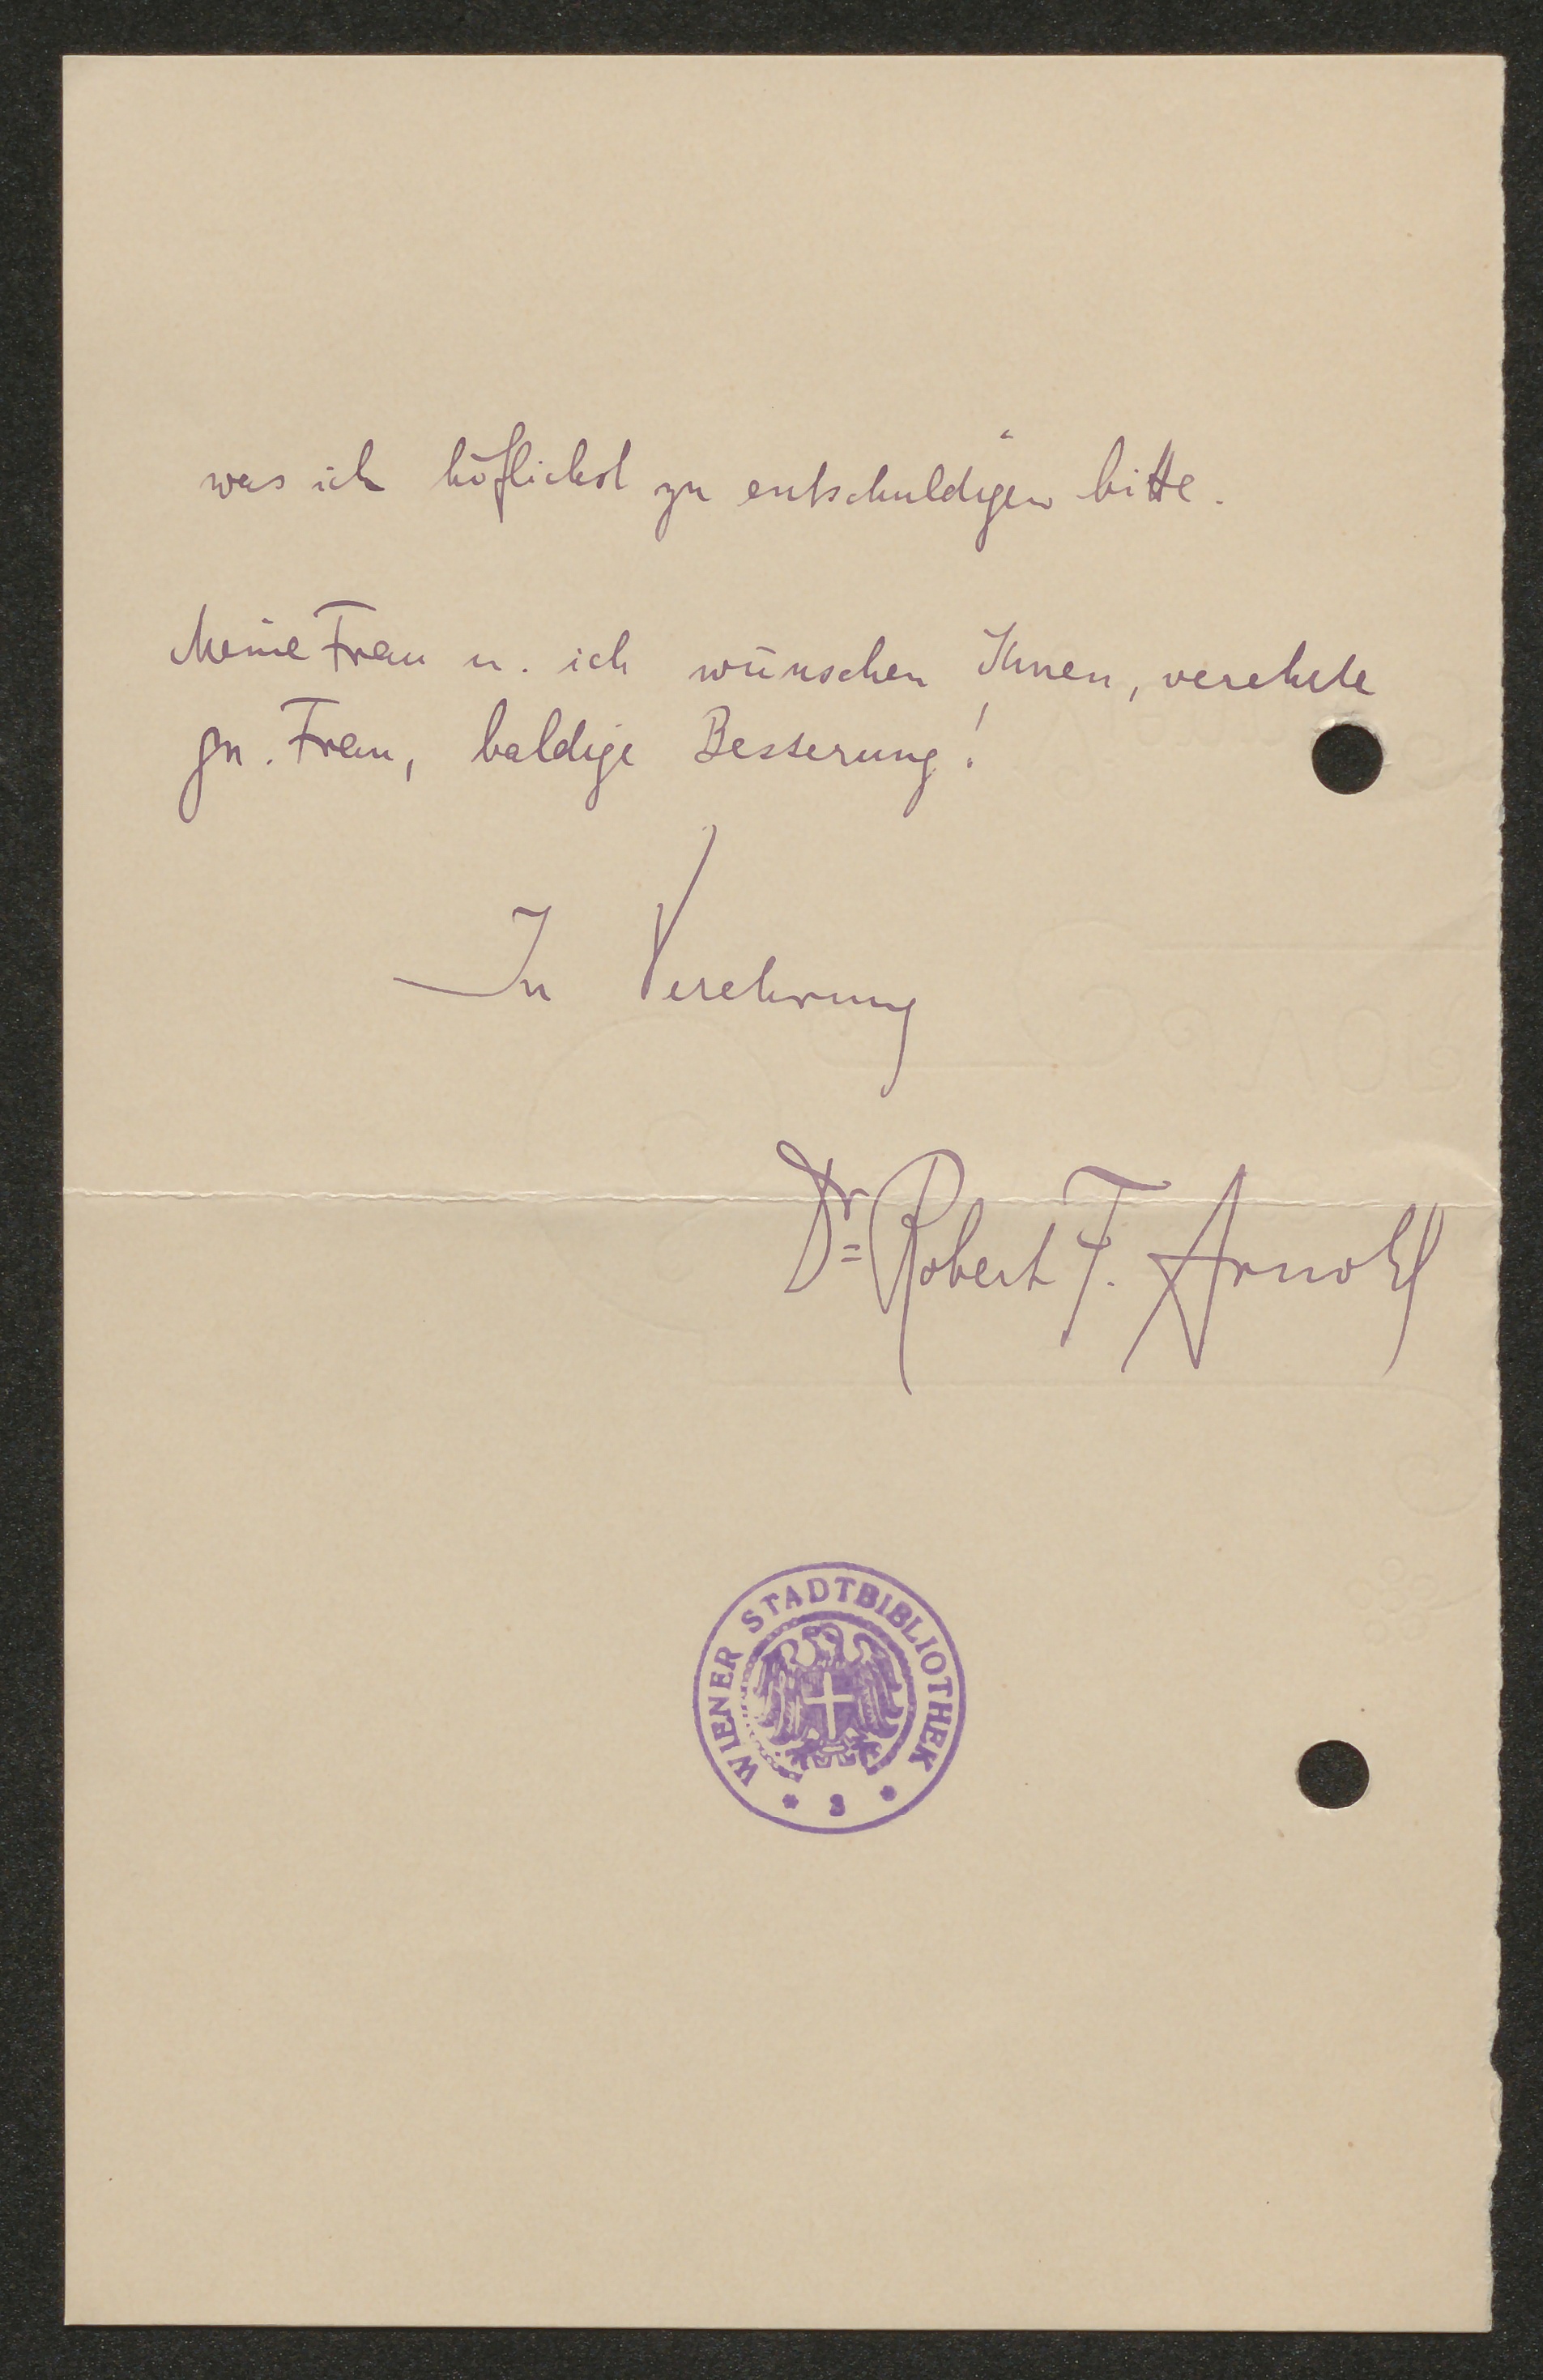 was ich höflichst zu entschuldigen bitte.
Meine Frau u. ich wünschen Ihnen, verehrte
gn. Frau, baldige Besserung!
In Verehrung
Dr= Robert F. Arnold
WIENER STADTBIBLIOTHEK
* 3 *